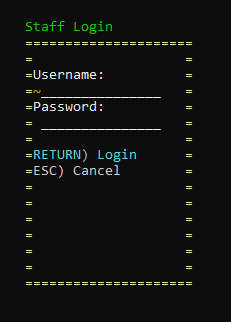 Staff Login
=====================
=                   =
=Username:          =
=~_______________   =
=Password:          =
= _______________   =
=                   =
=RETURN) Login      =
=ESC) Cancel        =
=                   =
=                   =
=                   =
=                   =
=                   =
=                   =
=====================